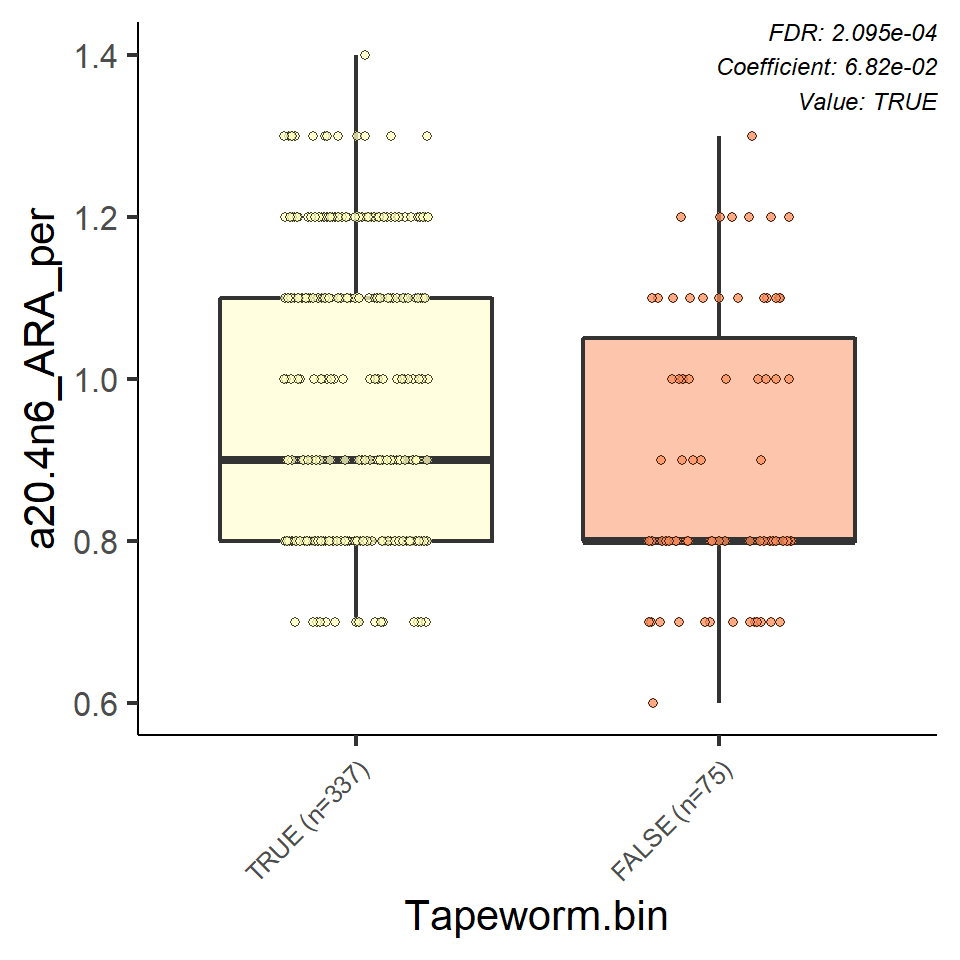 FDR: 2.095e-04
Coefficient: 6.82e-02
Value: TRUE
a20.4n6_ARA_per
1.4
1.2
1.0
0.8
0.6
TRUE (n=337)
FALSE (n=75)
Tapeworm.bin